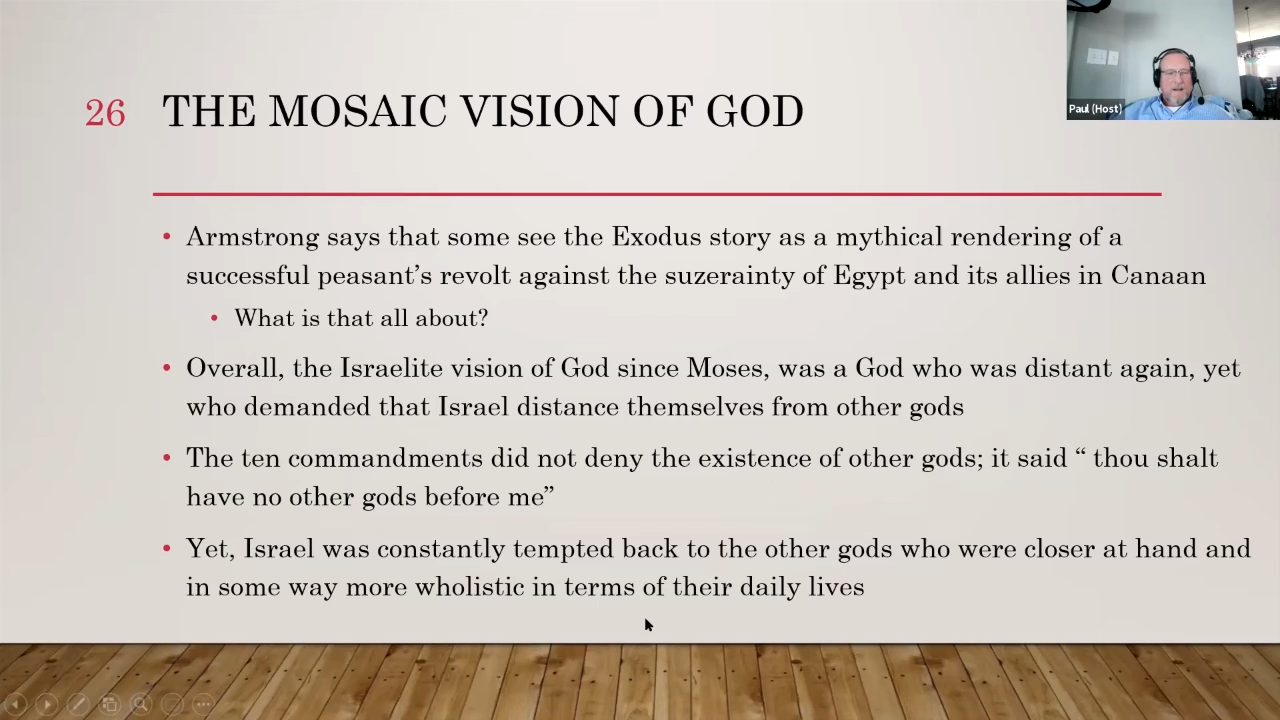 26 THE MOSAIC VISION OF GOD
Paul (Host)
• Armstrong says that some see the Exodus story as a mythical rendering of a
successful peasant’s revolt against the suzerainty of Egypt and its allies in Canaan
• What is that all about?
• Overall, the Israelite vision of God since Moses, was a God who was distant again, yet
who demanded that Israel distance themselves from other gods
• The ten commandments did not deny the existence of other gods; it said “ thou shalt
have no other gods before me”
• Yet, Israel was constantly tempted back to the other gods who were closer at hand and
in some way more wholistic in terms of their daily lives